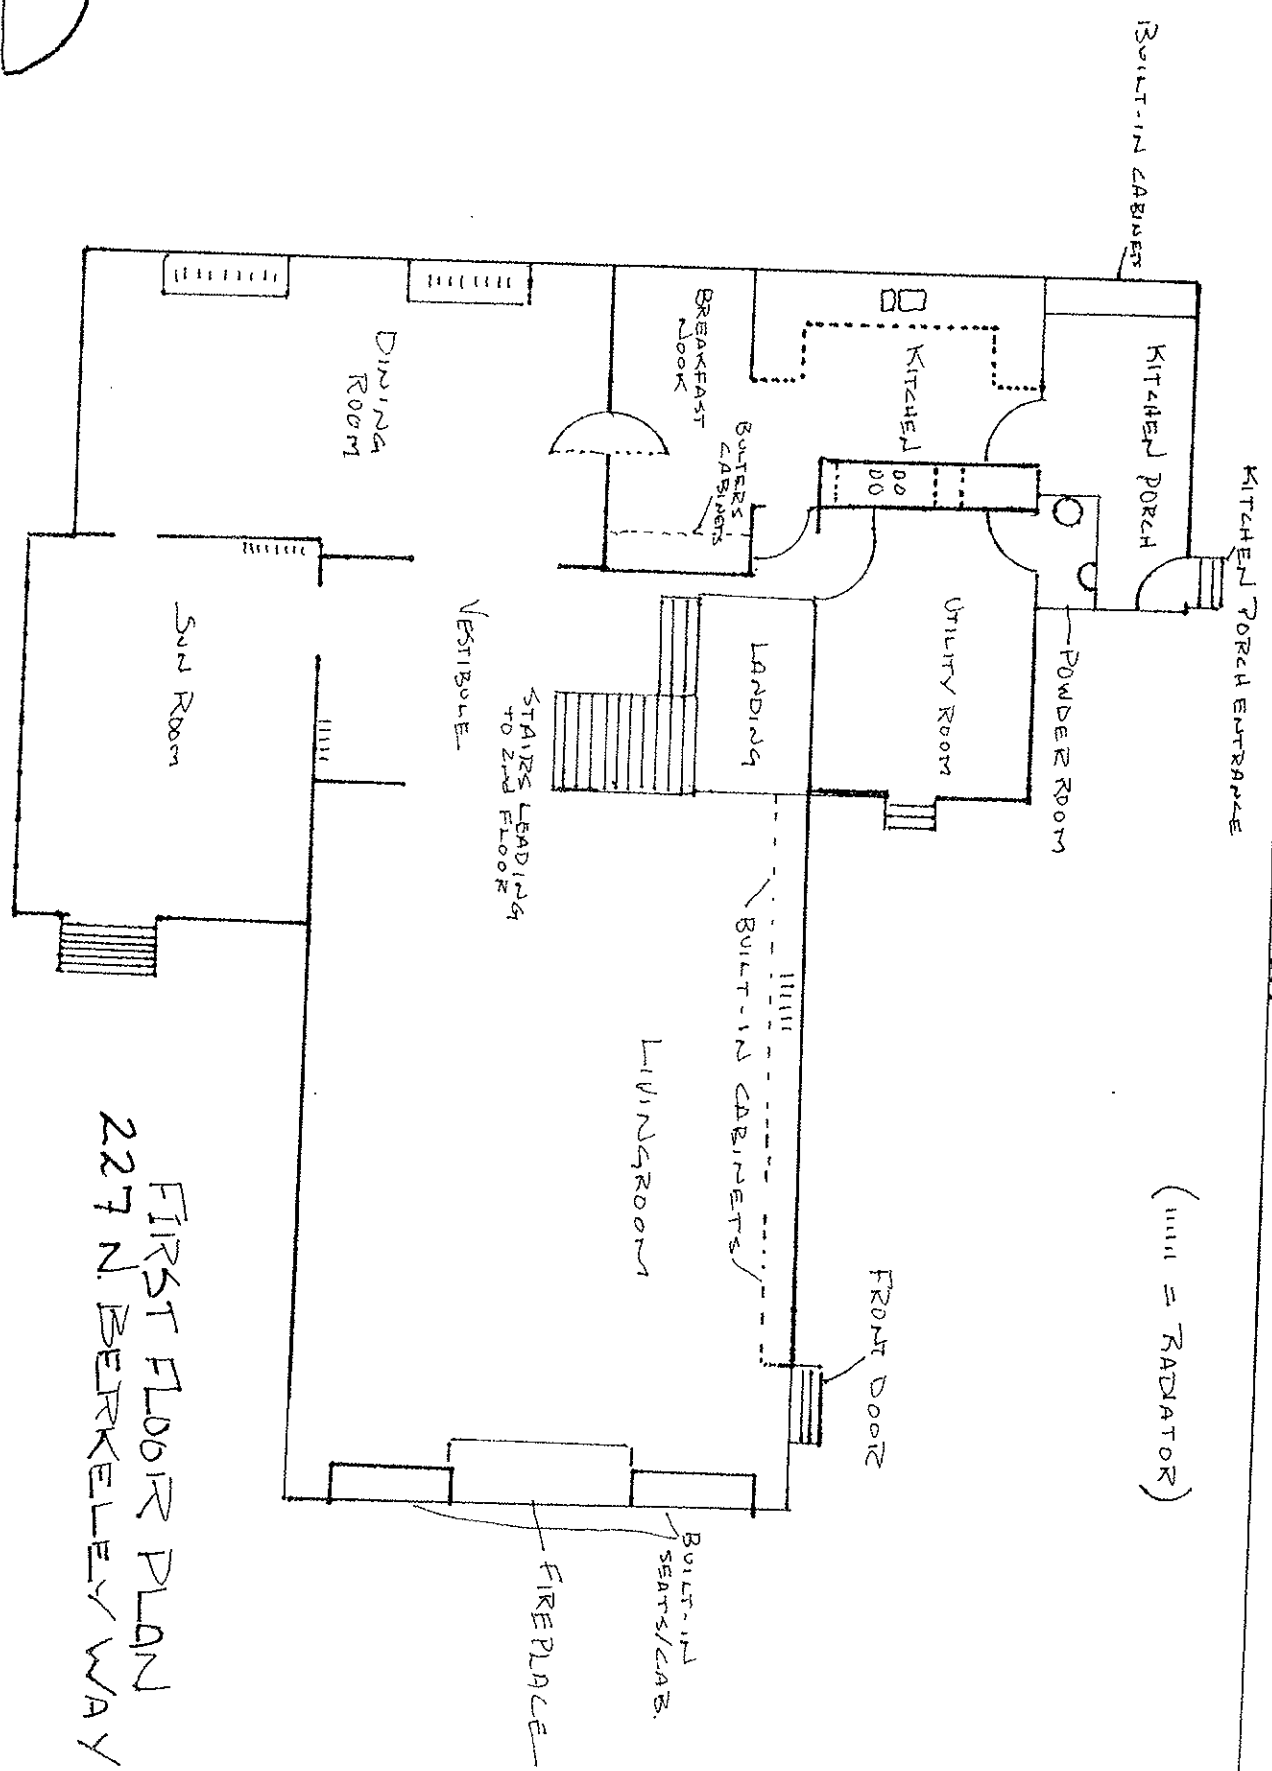 BUILT-IN CABINETS
KITCHEN PORCH ENTRANCE
(||||| = RADIATOR)
KITCHEN PORCH
POWDER ROOM
KITCHEN
UTILITY ROOM
FRONT DOOR
BREAKFAST
NOOK
BULTERS
CABINETS
LANDING
BUILT-IN CABINETS
BUILT-IN
SEATS/CAB.
LIVINGROOM
FIREPLACE
STAIRS LEADING
TO 2nd FLOOR
VESTIBULE
DINING
ROOM
SUN ROOM
FIRST FLOOR PLAN
227 N. BERKELEY WAY